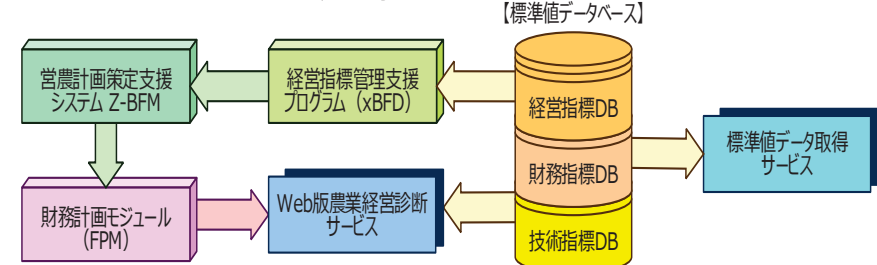 【標準値データベース】
営農計画策定支援
システム Z-BFM
経営指標管理支援
プログラム（xBFD）
経営指標DB
標準値データ取得
サービス
財務指標DB
財務計画モジュール
（FPM）
Web版農業経営診断
サービス
技術指標DB